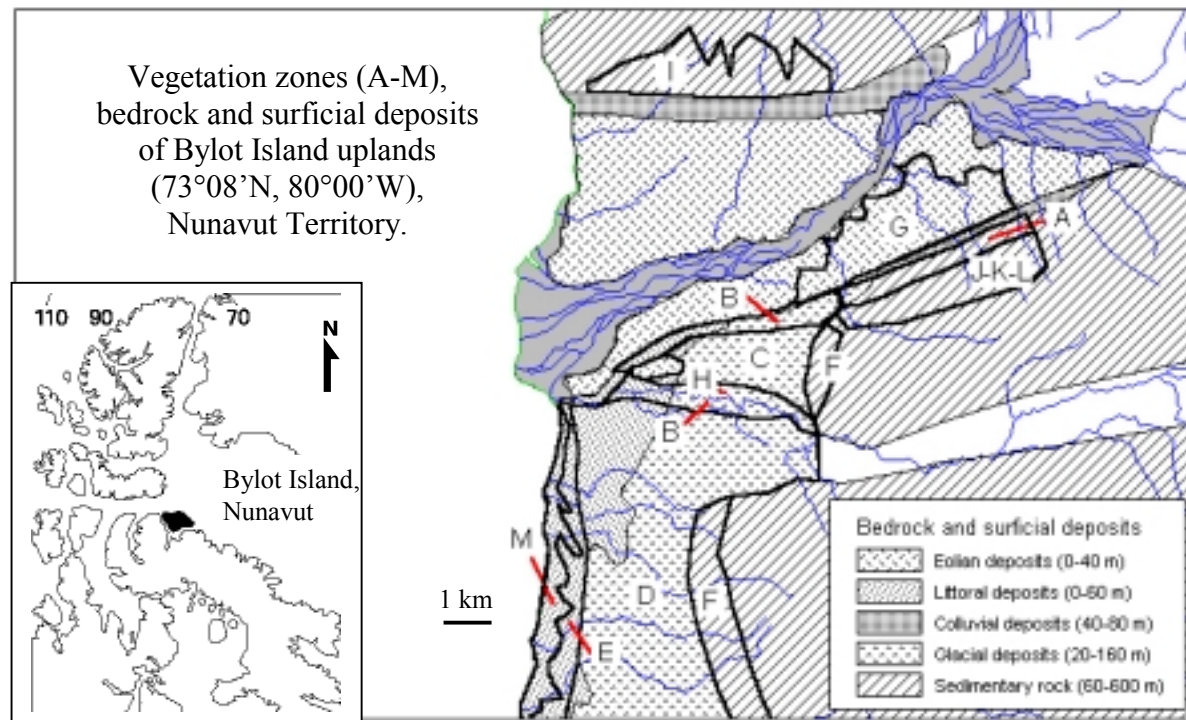 Vegetation zones (A-M),
bedrock and surficial deposits
of Bylot Island uplands
(73°08’N, 80°00’W),
Nunavut Territory.
110 90 70
N
Bylot Island,
Nunavut
I
G
A
J-K-L
B
C
F
H
B
M
D
F
E
1 km
Bedrock and surficial deposits
Eolian deposits (0-40 m)
Littoral deposits (0-60 m)
Colluvial deposits (40-80 m)
Glacial deposits (20-160 m)
Sedimentary rock (60-600 m)